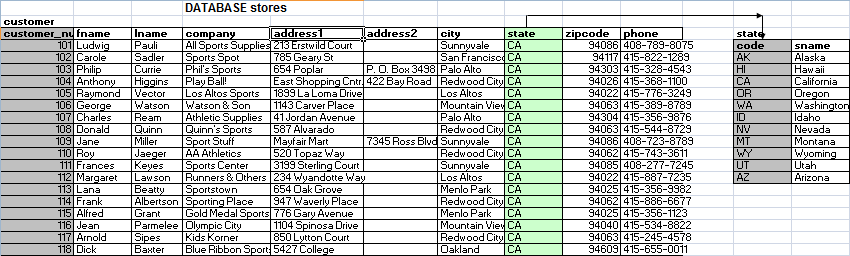 DATABASE stores
customer
customer_nu fname lname company address1 address2 city state zipcode phone state
code sname
101 Ludwig Pauli All Sports Supplies 213 Erstwild Court Sunnyvale CA 94086 408-789-8075
102 Carole Sadler Sports Spot 785 Geary St San Francisc CA 94117 415-822-1289 AK Alaska
103 Philip Currie Phil's Sports 654 Poplar P. O. Box 3498 Palo Alto CA 94303 415-328-4543 HI Hawaii
104 Anthony Higgins Play Ball! East Shopping Cntr. 422 Bay Road Redwood City CA 94026 415-368-1100 CA California
105 Raymond Vector Los Altos Sports 1899 La Loma Drive Los Altos CA 94022 415-776-3249 OR Oregon
106 George Watson Watson & Son 1143 Carver Place Mountain View CA 94063 415-389-8789 WA Washington
107 Charles Ream Athletic Supplies 41 Jordan Avenue Palo Alto CA 94304 415-356-9876 ID Idaho
108 Donald Quinn Quinn's Sports 587 Alvarado Redwood City CA 94063 415-544-8729 NV Nevada
109 Jane Miller Sport Stuff Mayfair Mart 7345 Ross Blvd Sunnyvale CA 94086 408-723-8789 MT Montana
110 Roy Jaeger AA Athletics 520 Topaz Way Redwood City CA 94062 415-743-3611 WY Wyoming
111 Frances Keyes Sports Center 3199 Sterling Court Sunnyvale CA 94085 408-277-7245 UT Utah
112 Margaret Lawson Runners & Others 234 Wyandotte Way Los Altos CA 94022 415-887-7235 AZ Arizona
113 Lana Beatty Sportstown 654 Oak Grove Menlo Park CA 94025 415-356-9982
114 Frank Albertson Sporting Place 947 Waverly Place Redwood City CA 94062 415-886-6677
115 Alfred Grant Gold Medal Sports 776 Gary Avenue Menlo Park CA 94025 415-356-1123
116 Jean Parmelee Olympic City 1104 Spinosa Drive Mountain View CA 94040 415-534-8822
117 Arnold Sipes Kids Korner 850 Lytton Court Redwood City CA 94063 415-245-4578
118 Dick Baxter Blue Ribbon Sports 5427 College Oakland CA 94609 415-655-0011